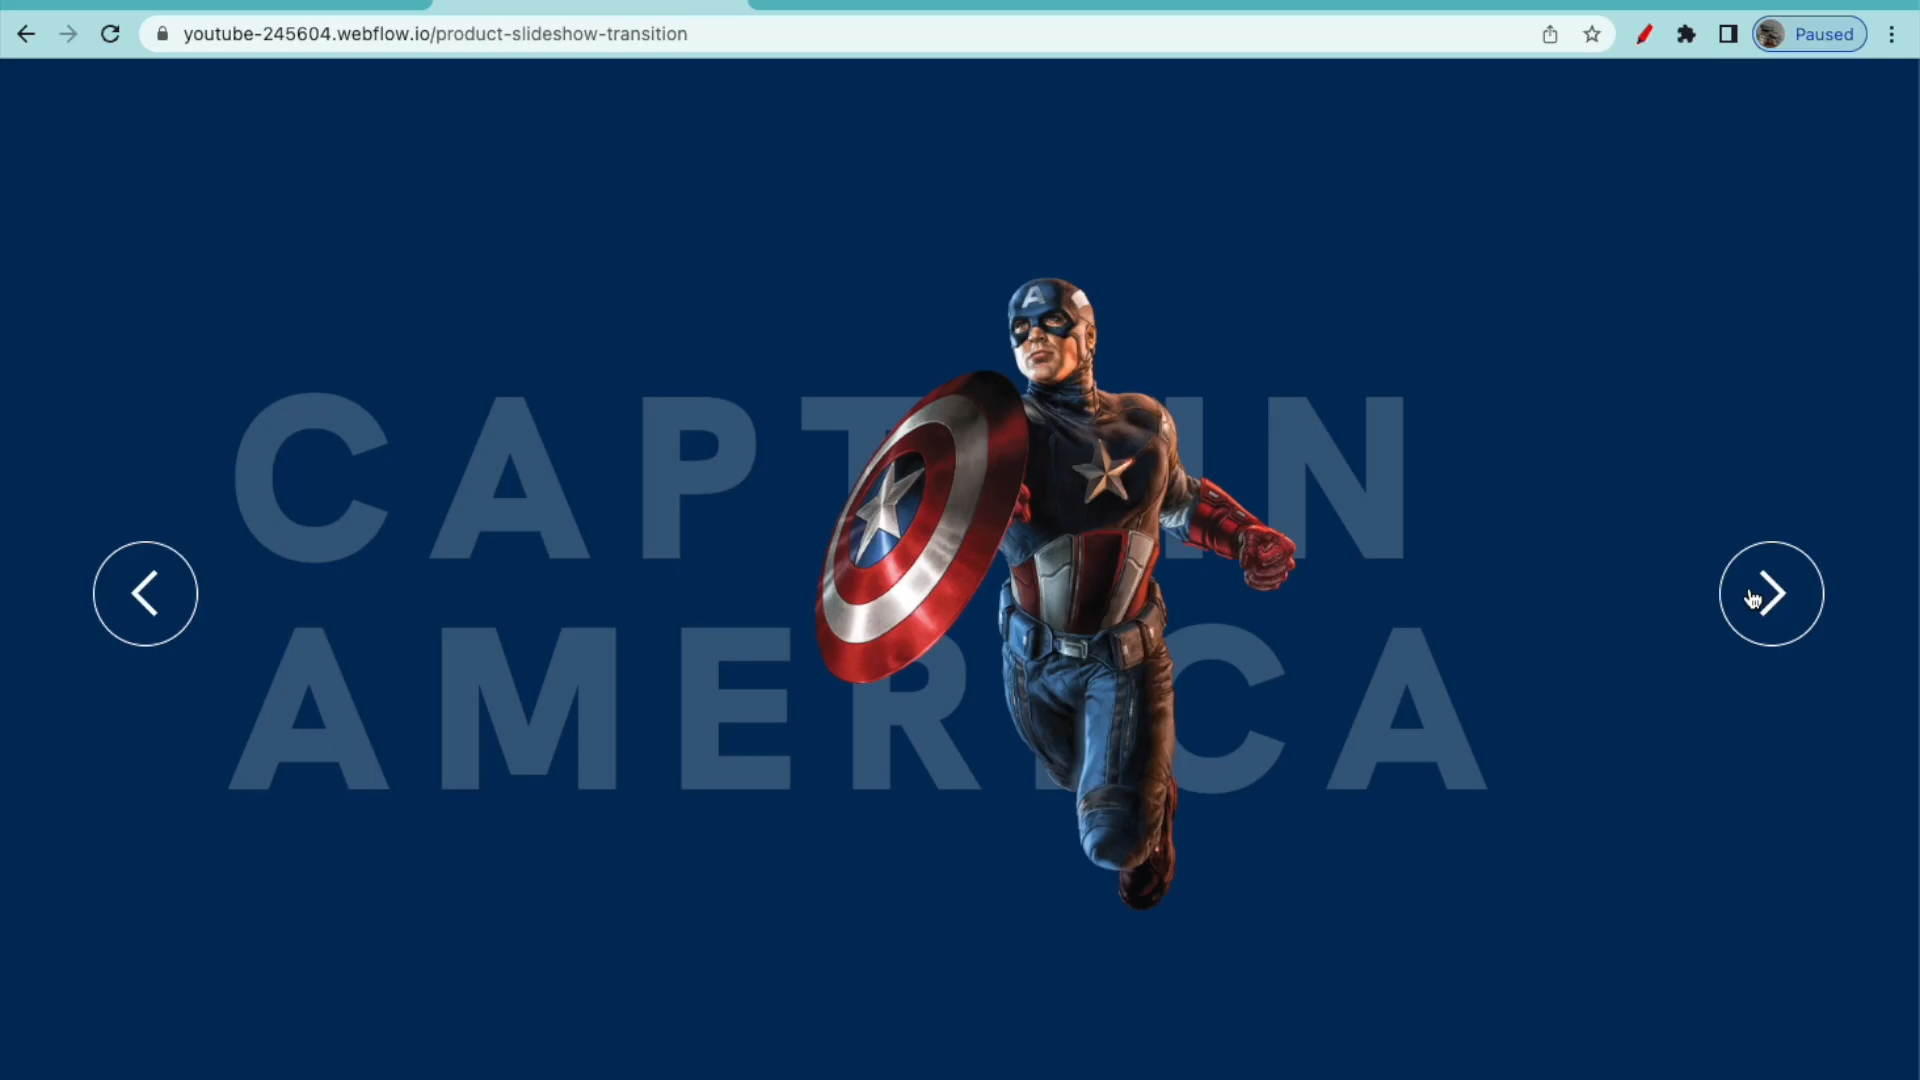 youtube-245604.webflow.io/product-slideshow-transition
Paused
A
CAPTAIN
AMERICA